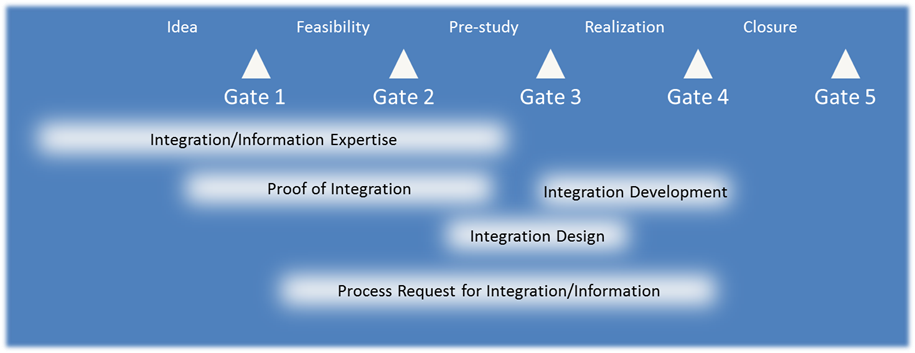 Idea Feasibility Pre-study Realization Closure
Gate 1 Gate 2 Gate 3 Gate 4 Gate 5
Integration/Information Expertise
Proof of Integration Integration Development
Integration Design
Process Request for Integration/Information